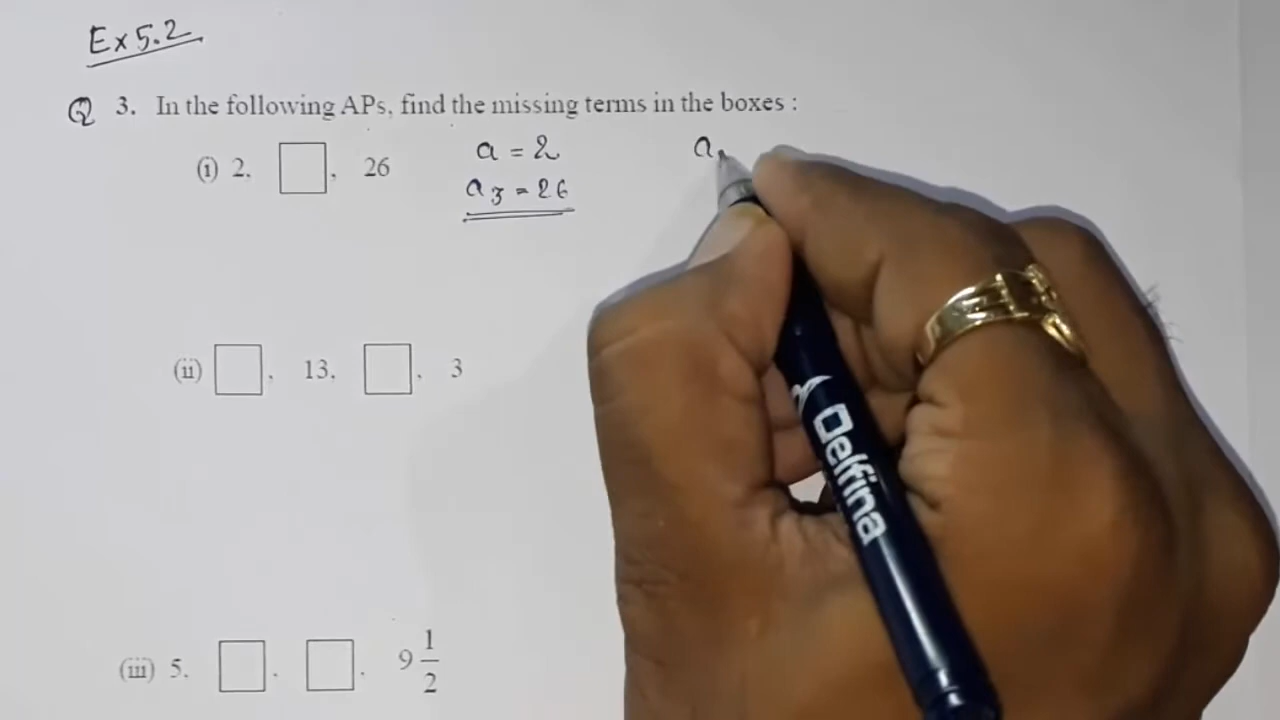 Ex 5.2
Q 3. In the following APs, find the missing terms in the boxes :
(i) 2. , 26
a = 2
a3 = 26
a
(ii) , 13. , 3
(iii) 5. . . 9 1/2
Delfina